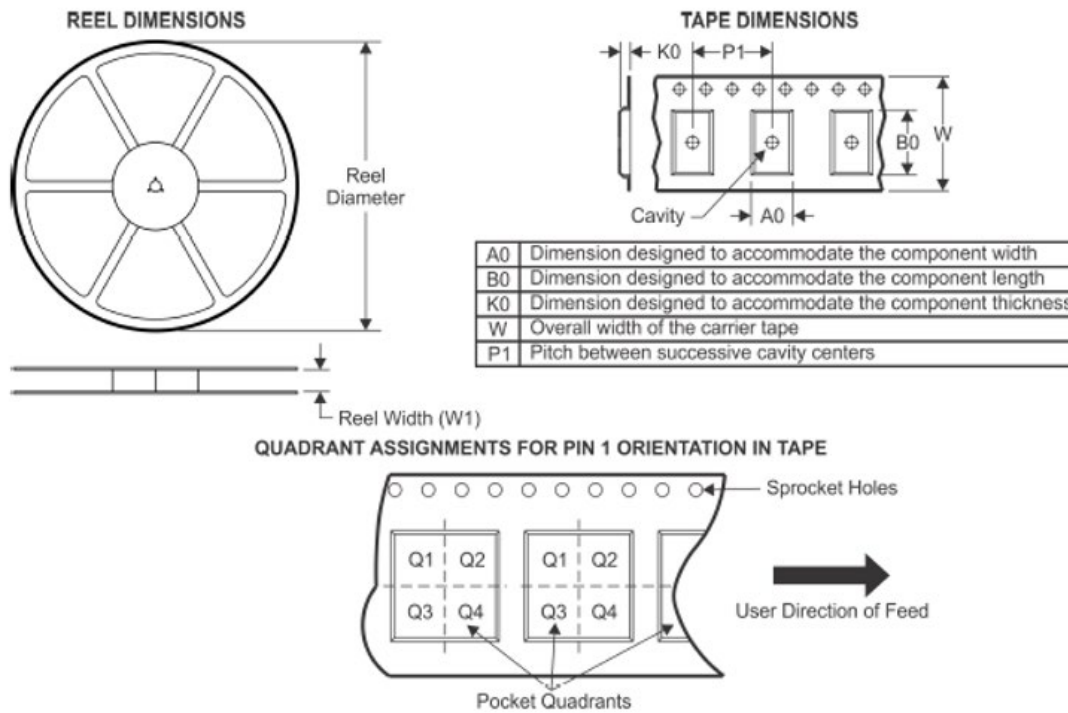 REEL DIMENSIONS
Reel
Diameter
Reel Width (W1)
TAPE DIMENSIONS
K0
P1
B0
W
Cavity
A0
A0 Dimension designed to accommodate the component width
B0 Dimension designed to accommodate the component length
K0 Dimension designed to accommodate the component thickness
W Overall width of the carrier tape
P1 Pitch between successive cavity centers
QUADRANT ASSIGNMENTS FOR PIN 1 ORIENTATION IN TAPE
Sprocket Holes
Q1 Q2 Q1 Q2
Q3 Q4 Q3 Q4
User Direction of Feed
Pocket Quadrants